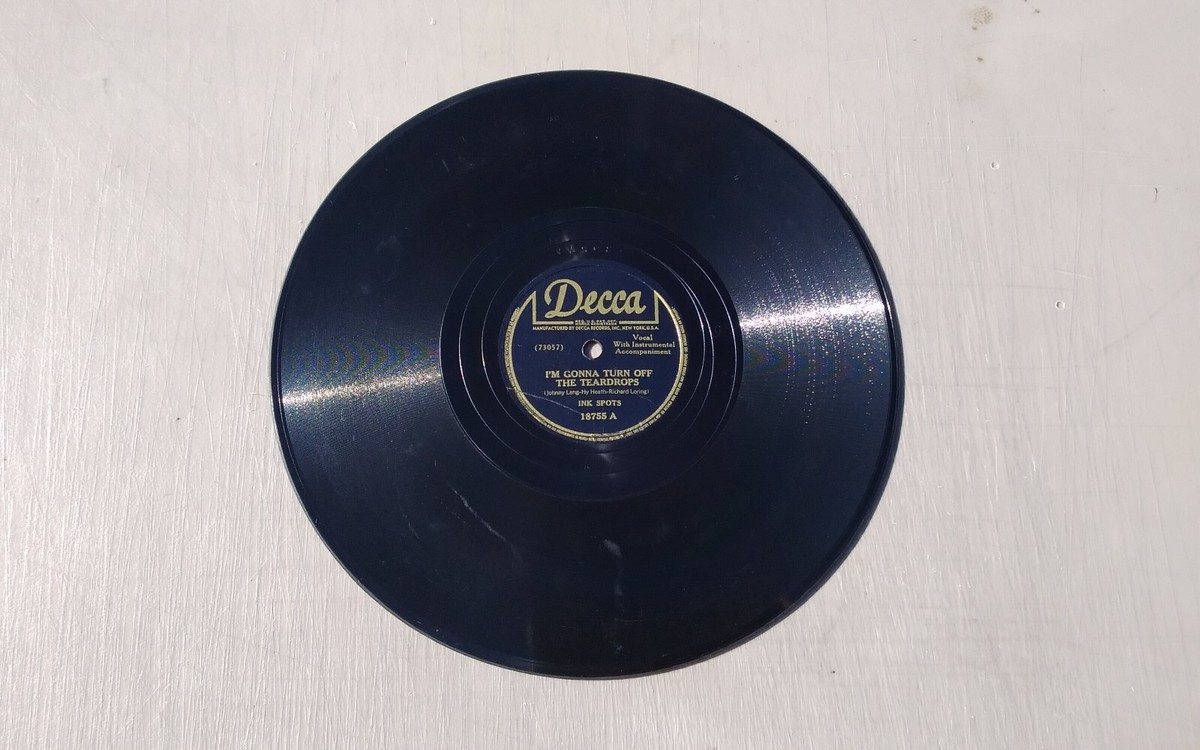 Decca
MANUFACTURED BY DECCA RECORDS, INC., NEW YORK, U.S.A.
(73057)
Vocal
With Instrumental
Accompaniment
I'M GONNA TURN OFF
THE TEARDROPS
(Johnny Lang-Hy Heath-Richard Loring)
INK SPOTS
18755 A